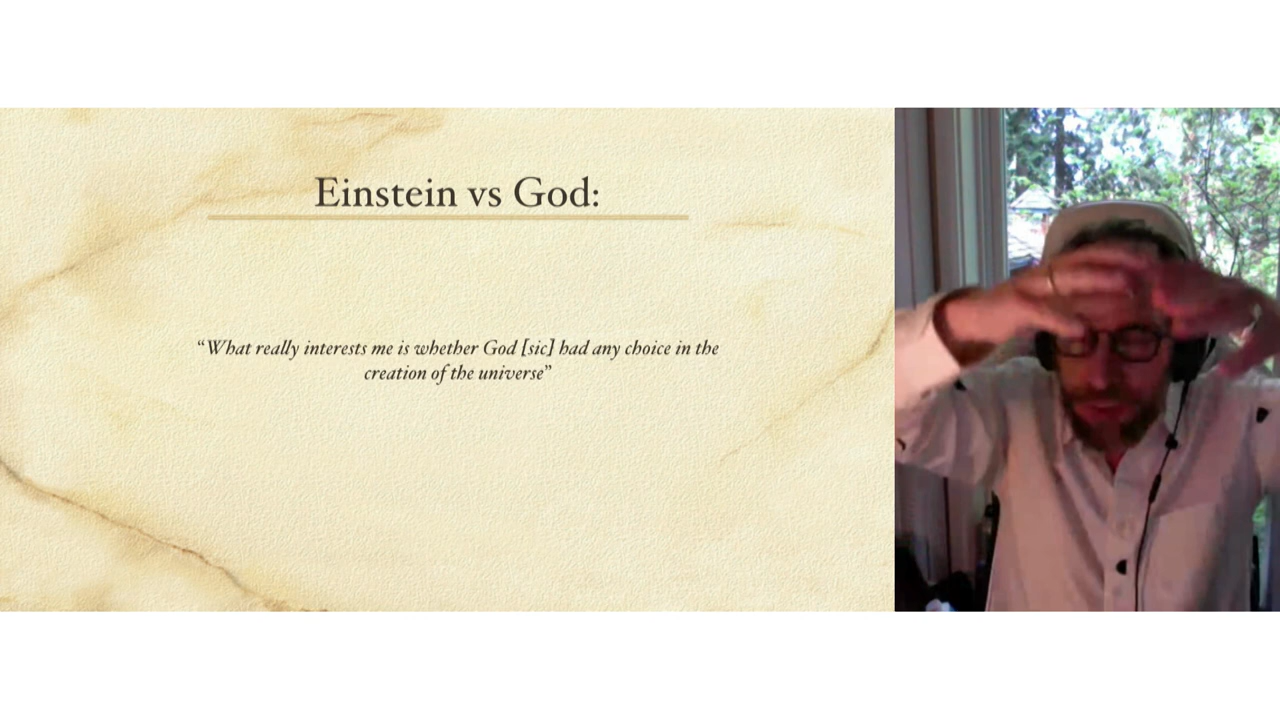 Einstein vs God:
“What really interests me is whether God [sic] had any choice in the
creation of the universe”